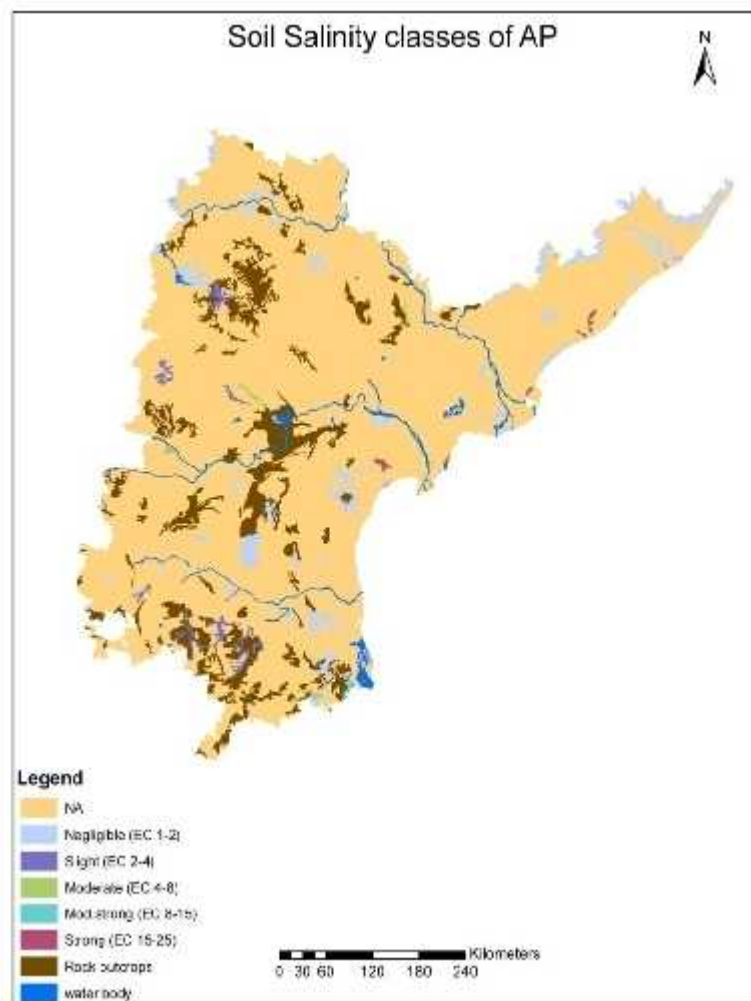 Soil Salinity classes of AP
N
Legend
NA
Negligible (EC 1-2)
Slight (EC 2-4)
Moderate (EC 4-8)
Mod.strong (EC 8-15)
Strong (EC 15-25)
Rock outcrops
water body
Kilometers
0 30 60 120 180 240